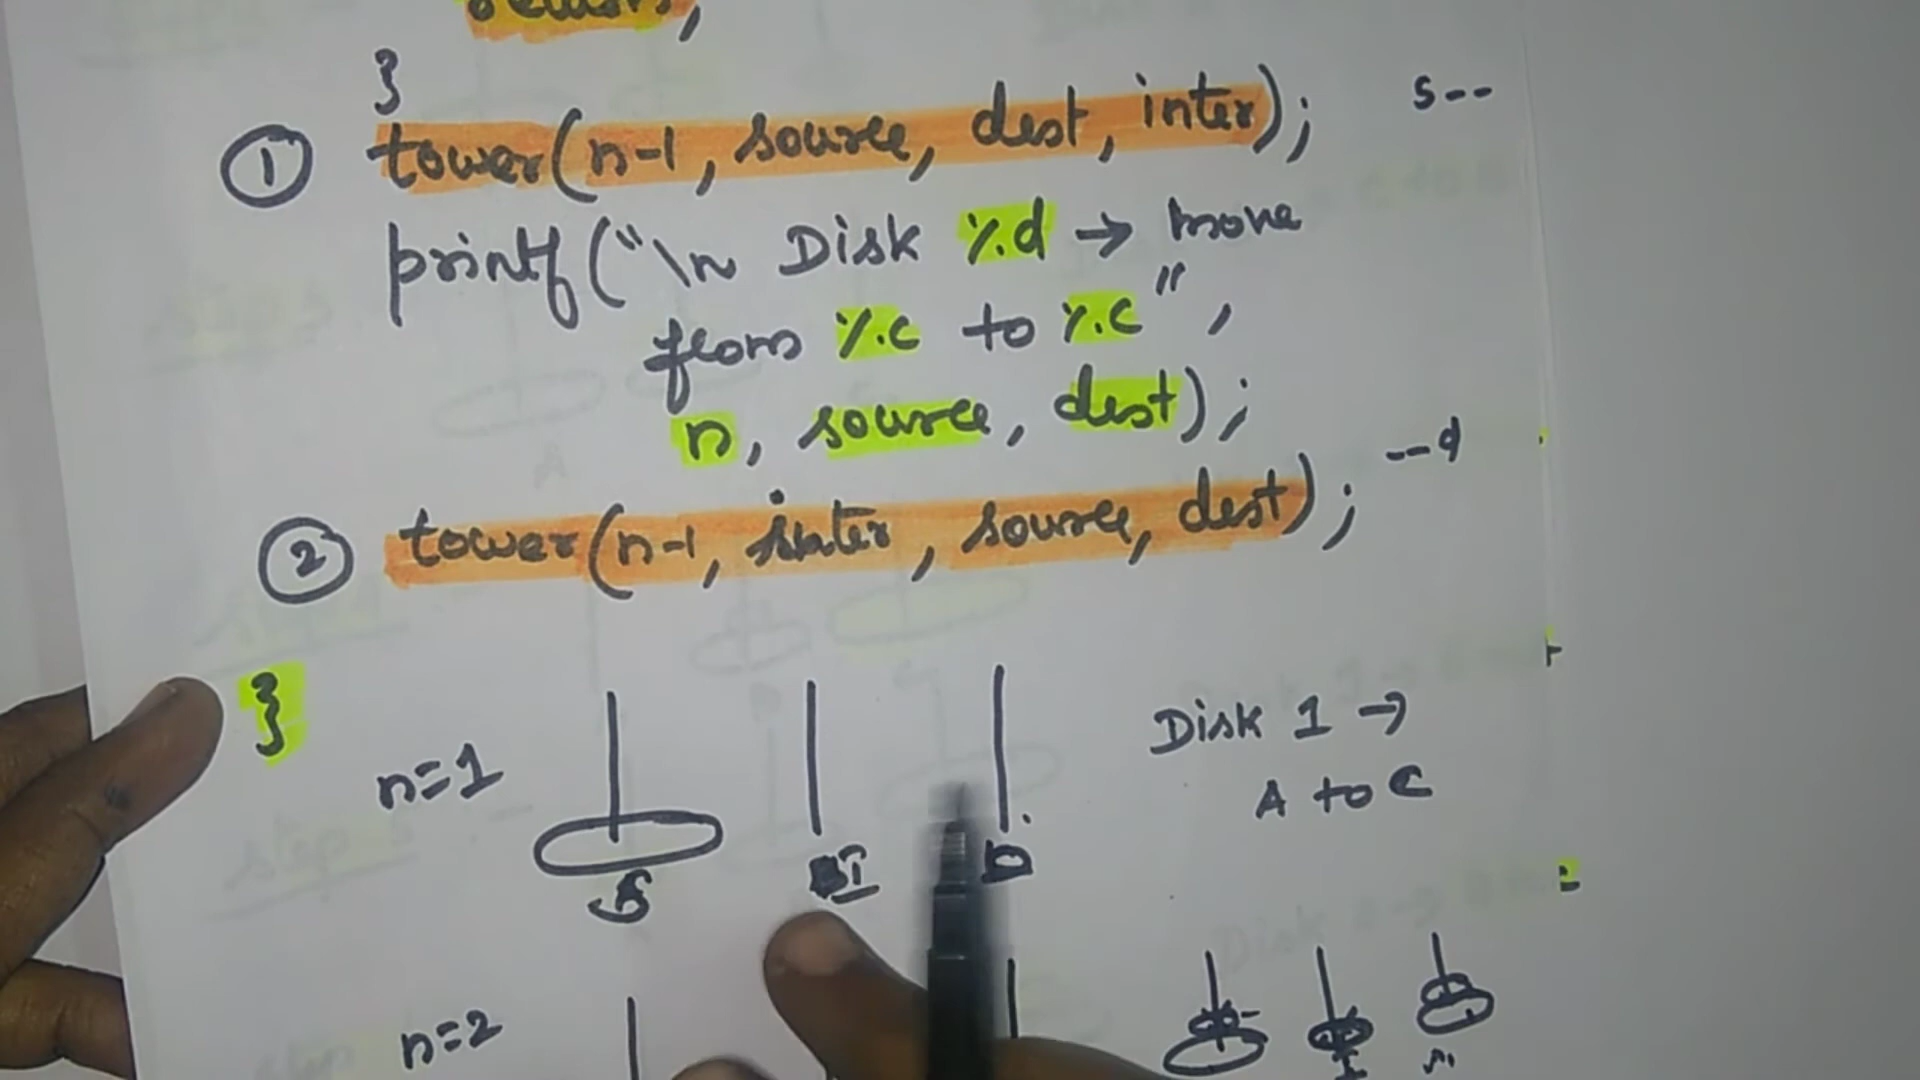 }
① tower(n-1, source, dest, inter); s--
printf("\n Disk %d → move
from %c to %c",
n, source, dest);
② tower(n-1, inter, source, dest); --d
}
n=1 Disk 1 →
A to C
S I D
n=2
I